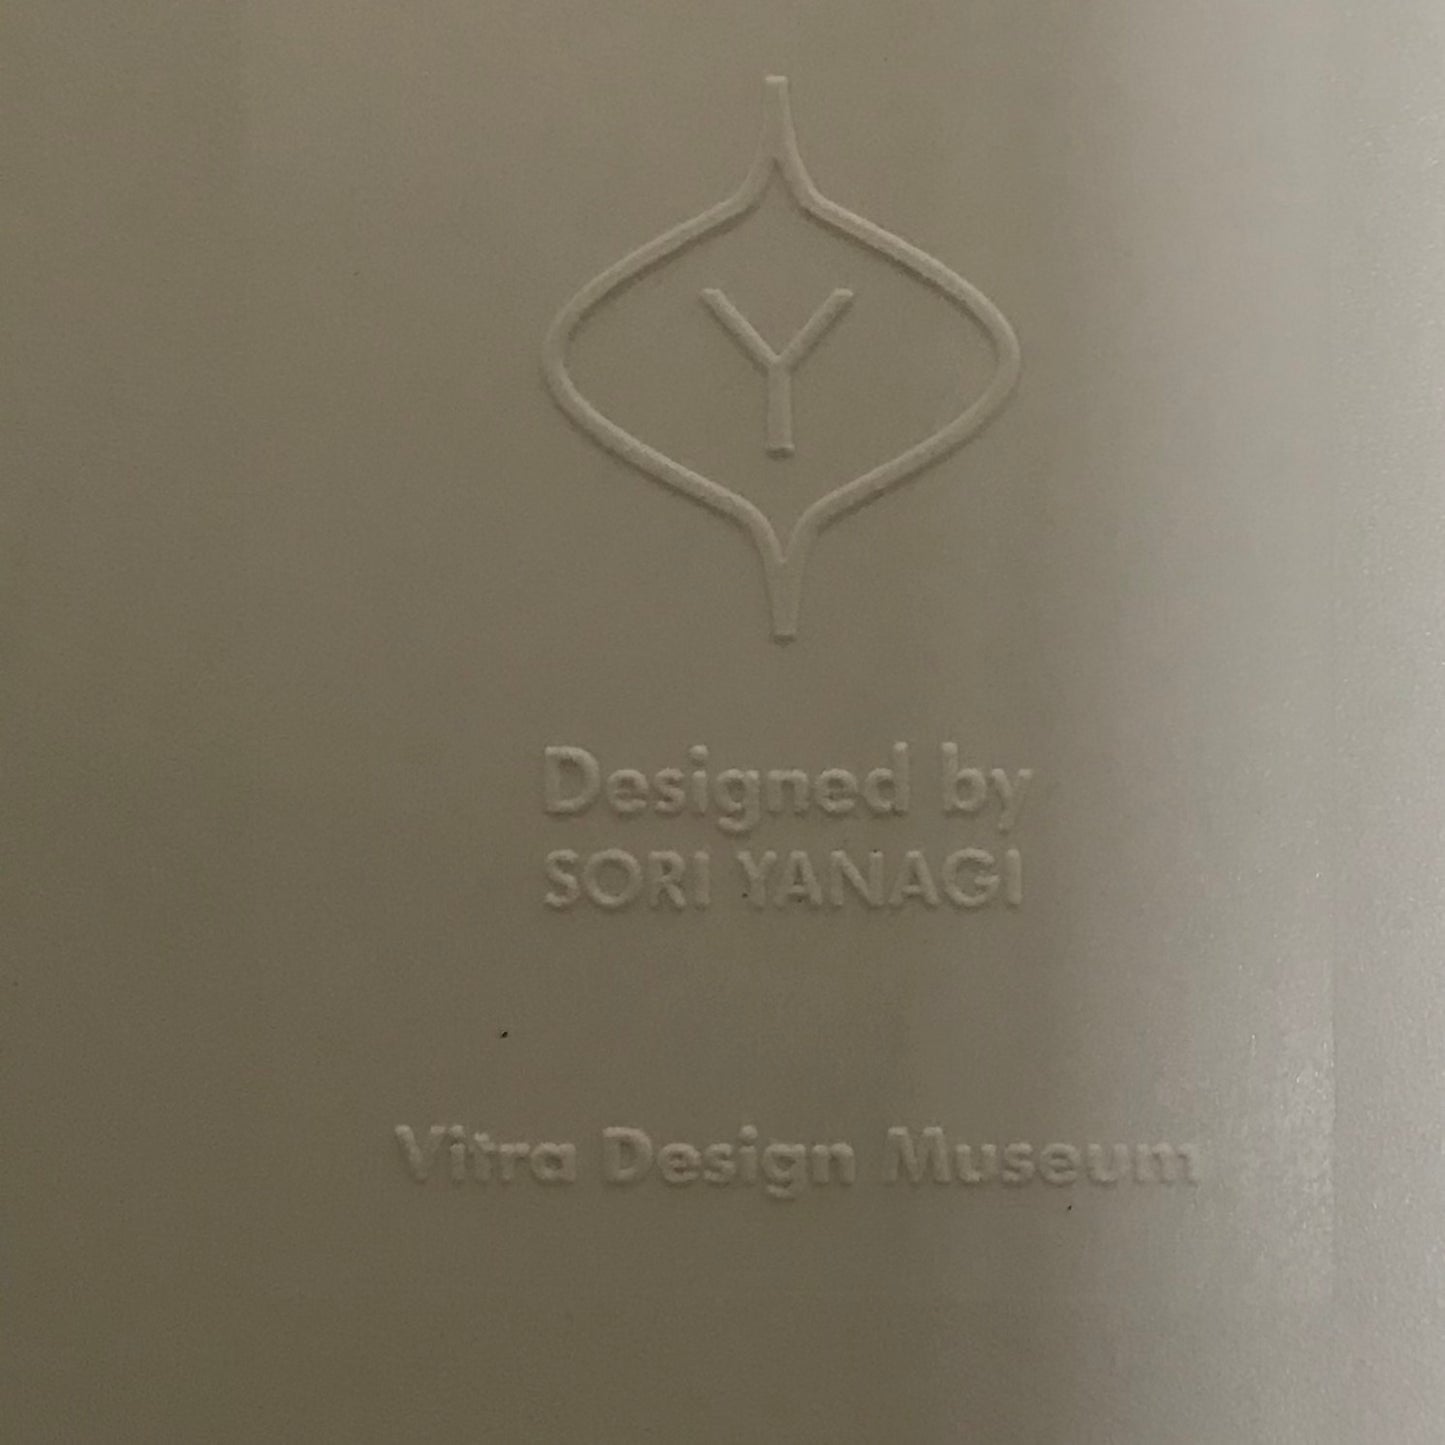 Y
Designed by
SORI YANAGI
Vitra Design Museum